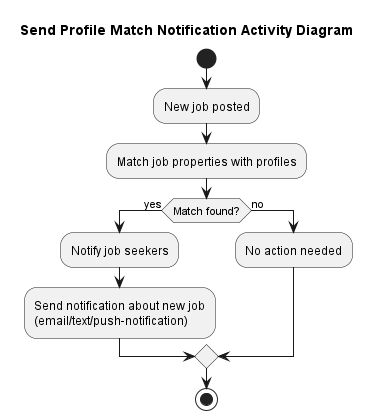 Send Profile Match Notification Activity Diagram
New job posted
Match job properties with profiles
yes
Match found?
no
Notify job seekers
No action needed
Send notification about new job
(email/text/push-notification)